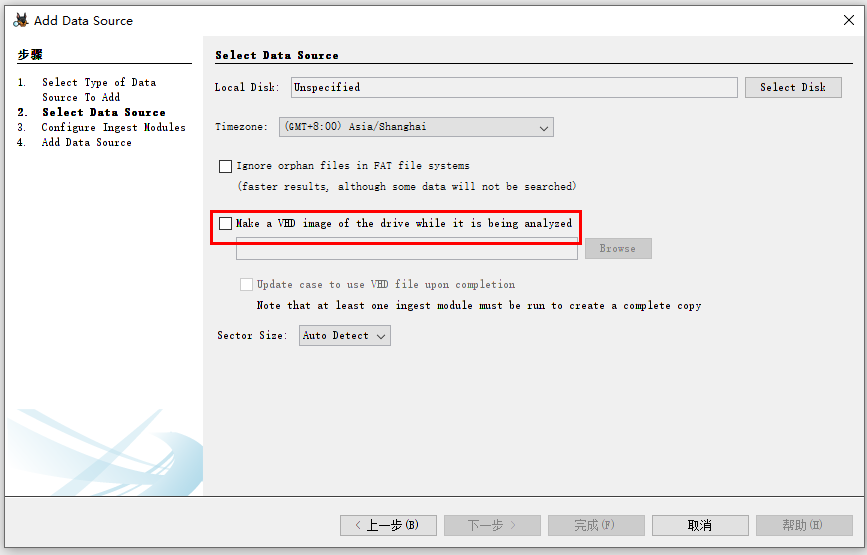 Add Data Source
步骤
1. Select Type of Data
Source To Add
2. Select Data Source
3. Configure Ingest Modules
4. Add Data Source
Select Data Source
Local Disk: Unspecified Select Disk
Timezone: (GMT+8:00) Asia/Shanghai
Ignore orphan files in FAT file systems
(faster results, although some data will not be searched)
Make a VHD image of the drive while it is being analyzed
Browse
Update case to use VHD file upon completion
Note that at least one ingest module must be run to create a complete copy
Sector Size: Auto Detect
< 上一步(B) 下一步 > 完成(F) 取消 帮助(H)